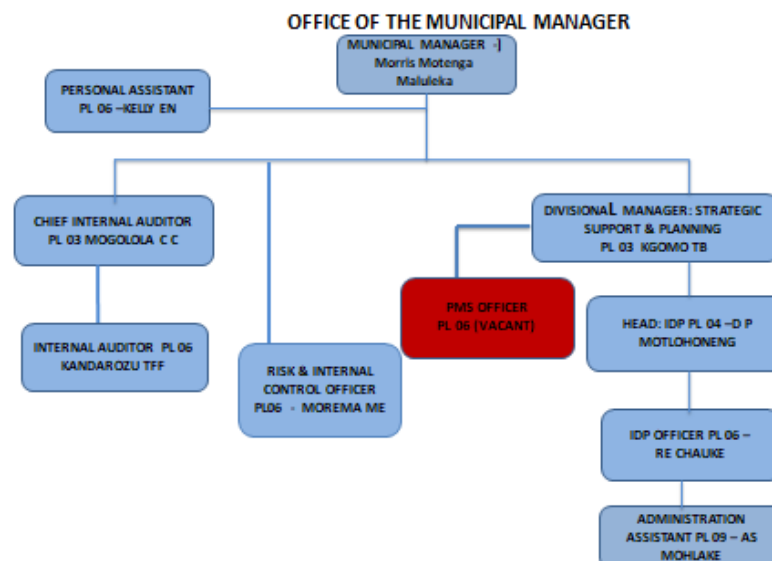 OFFICE OF THE MUNICIPAL MANAGER
MUNICIPAL MANAGER -]
Morris Motenga
Maluleka
PERSONAL ASSISTANT
PL 06 –KELLY EN
CHIEF INTERNAL AUDITOR
PL 03 MOGOLOLA C C
DIVISIONAL MANAGER: STRATEGIC
SUPPORT & PLANNING
PL 03 KGOMO TB
PMS OFFICER
PL 06 (VACANT)
HEAD: IDP PL 04 –D P
MOTLOHONENG
INTERNAL AUDITOR PL 06
KANDAROZU TFF
RISK & INTERNAL
CONTROL OFFICER
PL06 - MOREMA ME
IDP OFFICER PL 06 –
RE CHAUKE
ADMINISTRATION
ASSISTANT PL 09 – AS
MOHLAKE